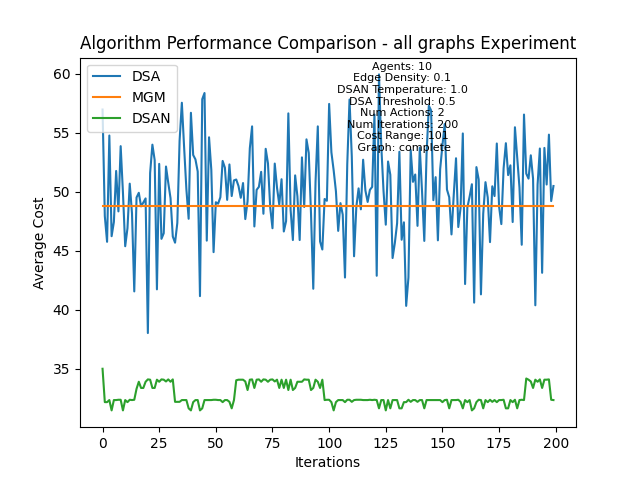 Algorithm Performance Comparison - all graphs Experiment
DSA
MGM
DSAN
Agents: 10
Edge Density: 0.1
DSAN Temperature: 1.0
DSA Threshold: 0.5
Num Actions: 2
Num Iterations: 200
Cost Range: 101
Graph: complete
Average Cost
60
55
50
45
40
35
0
25
50
75
100
125
150
175
200
Iterations